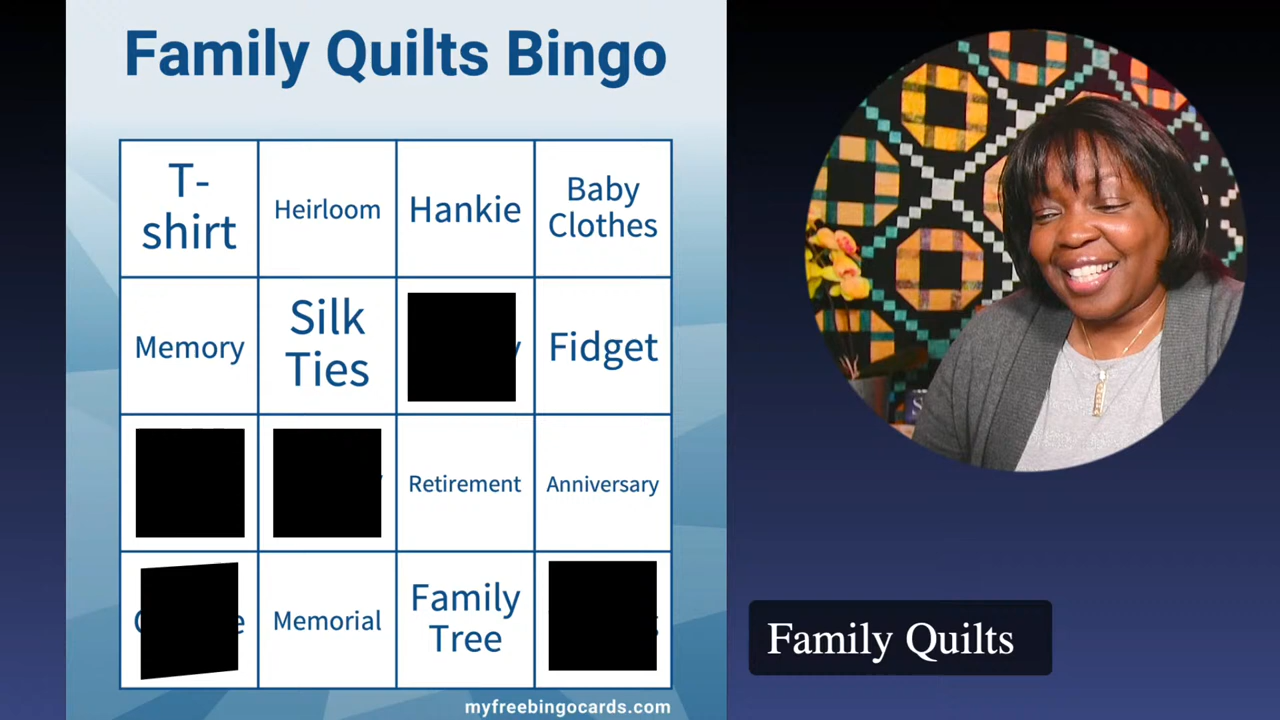 Family Quilts Bingo
T-
shirt
Heirloom
Hankie
Baby
Clothes
Memory
Silk
Ties
Fidget
Retirement
Anniversary
Memorial
Family
Tree
myfreebingocards.com
Family Quilts